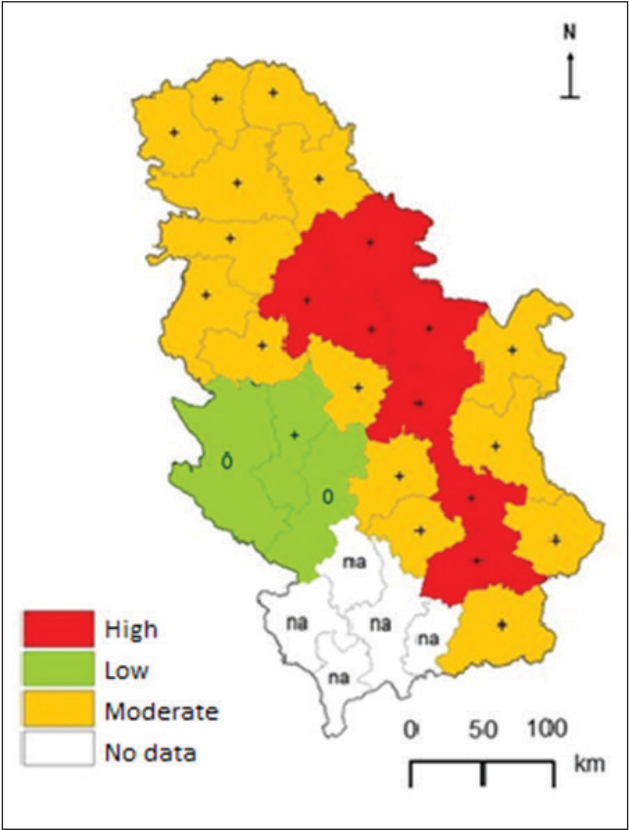 N
+ + +
+ +
+ +
+ +
+ + +
+ +
+ +
+ +
0 +
0 +
+ +
+
na +
na na na +
na
High
Low
Moderate
No data
0 50 100
km